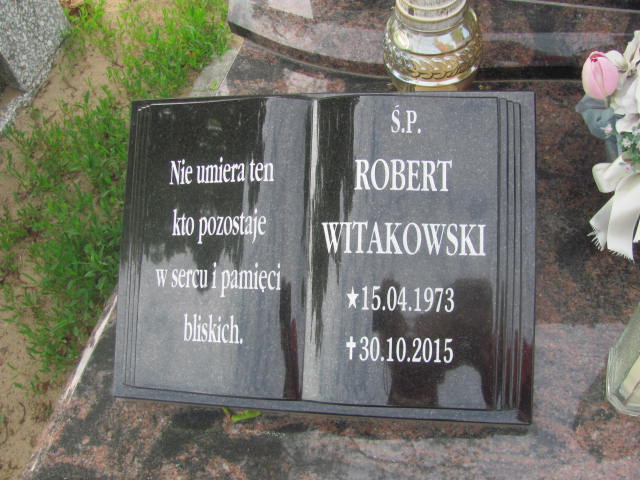 Nie umiera ten
kto pozostaje
w sercu i pamięci
bliskich.
Ś.P.
ROBERT
WITAKOWSKI
★15.04.1973
✝30.10.2015